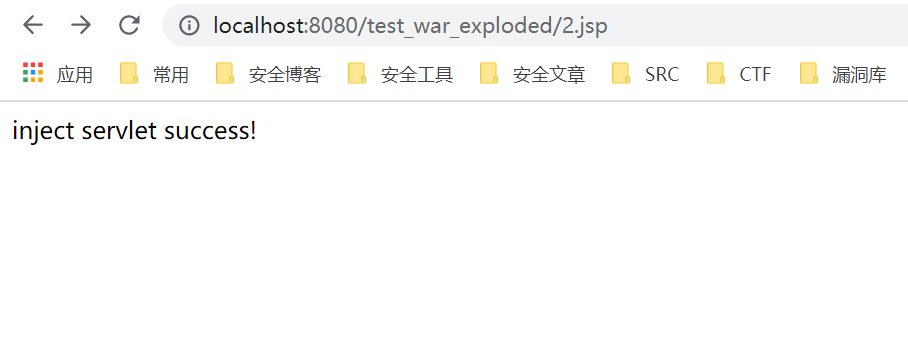 localhost:8080/test_war_exploded/2.jsp
应用 常用 安全博客 安全工具 安全文章 SRC CTF 漏洞库
inject servlet success!